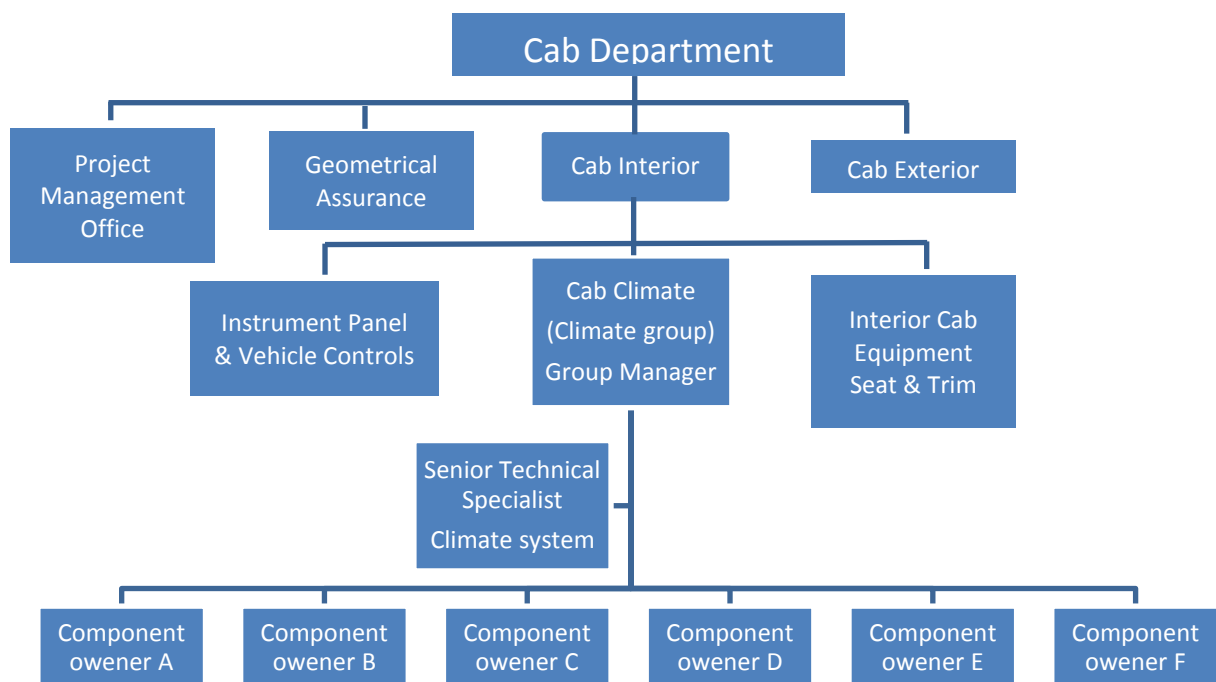 Cab Department
Project
Management
Office
Geometrical
Assurance
Cab Interior
Cab Exterior
Instrument Panel
& Vehicle Controls
Cab Climate
(Climate group)
Group Manager
Interior Cab
Equipment
Seat & Trim
Senior Technical
Specialist
Climate system
Component
owener A
Component
owener B
Component
owener C
Component
owener D
Component
owener E
Component
owener F